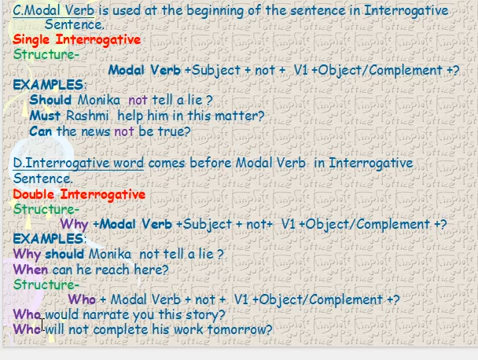 C.Modal Verb is used at the beginning of the sentence in Interrogative
Sentence.
Single Interrogative
Structure-
Modal Verb +Subject + not + V1 +Object/Complement +?
EXAMPLES:
Should Monika not tell a lie ?
Must Rashmi help him in this matter?
Can the news not be true?
D.Interrogative word comes before Modal Verb in Interrogative
Sentence.
Double Interrogative
Structure-
Why +Modal Verb +Subject + not+ V1 +Object/Complement +?
EXAMPLES:
Why should Monika not tell a lie ?
When can he reach here?
Structure-
Who + Modal Verb + not + V1 +Object/Complement +?
Who would narrate you this story?
Who will not complete his work tomorrow?